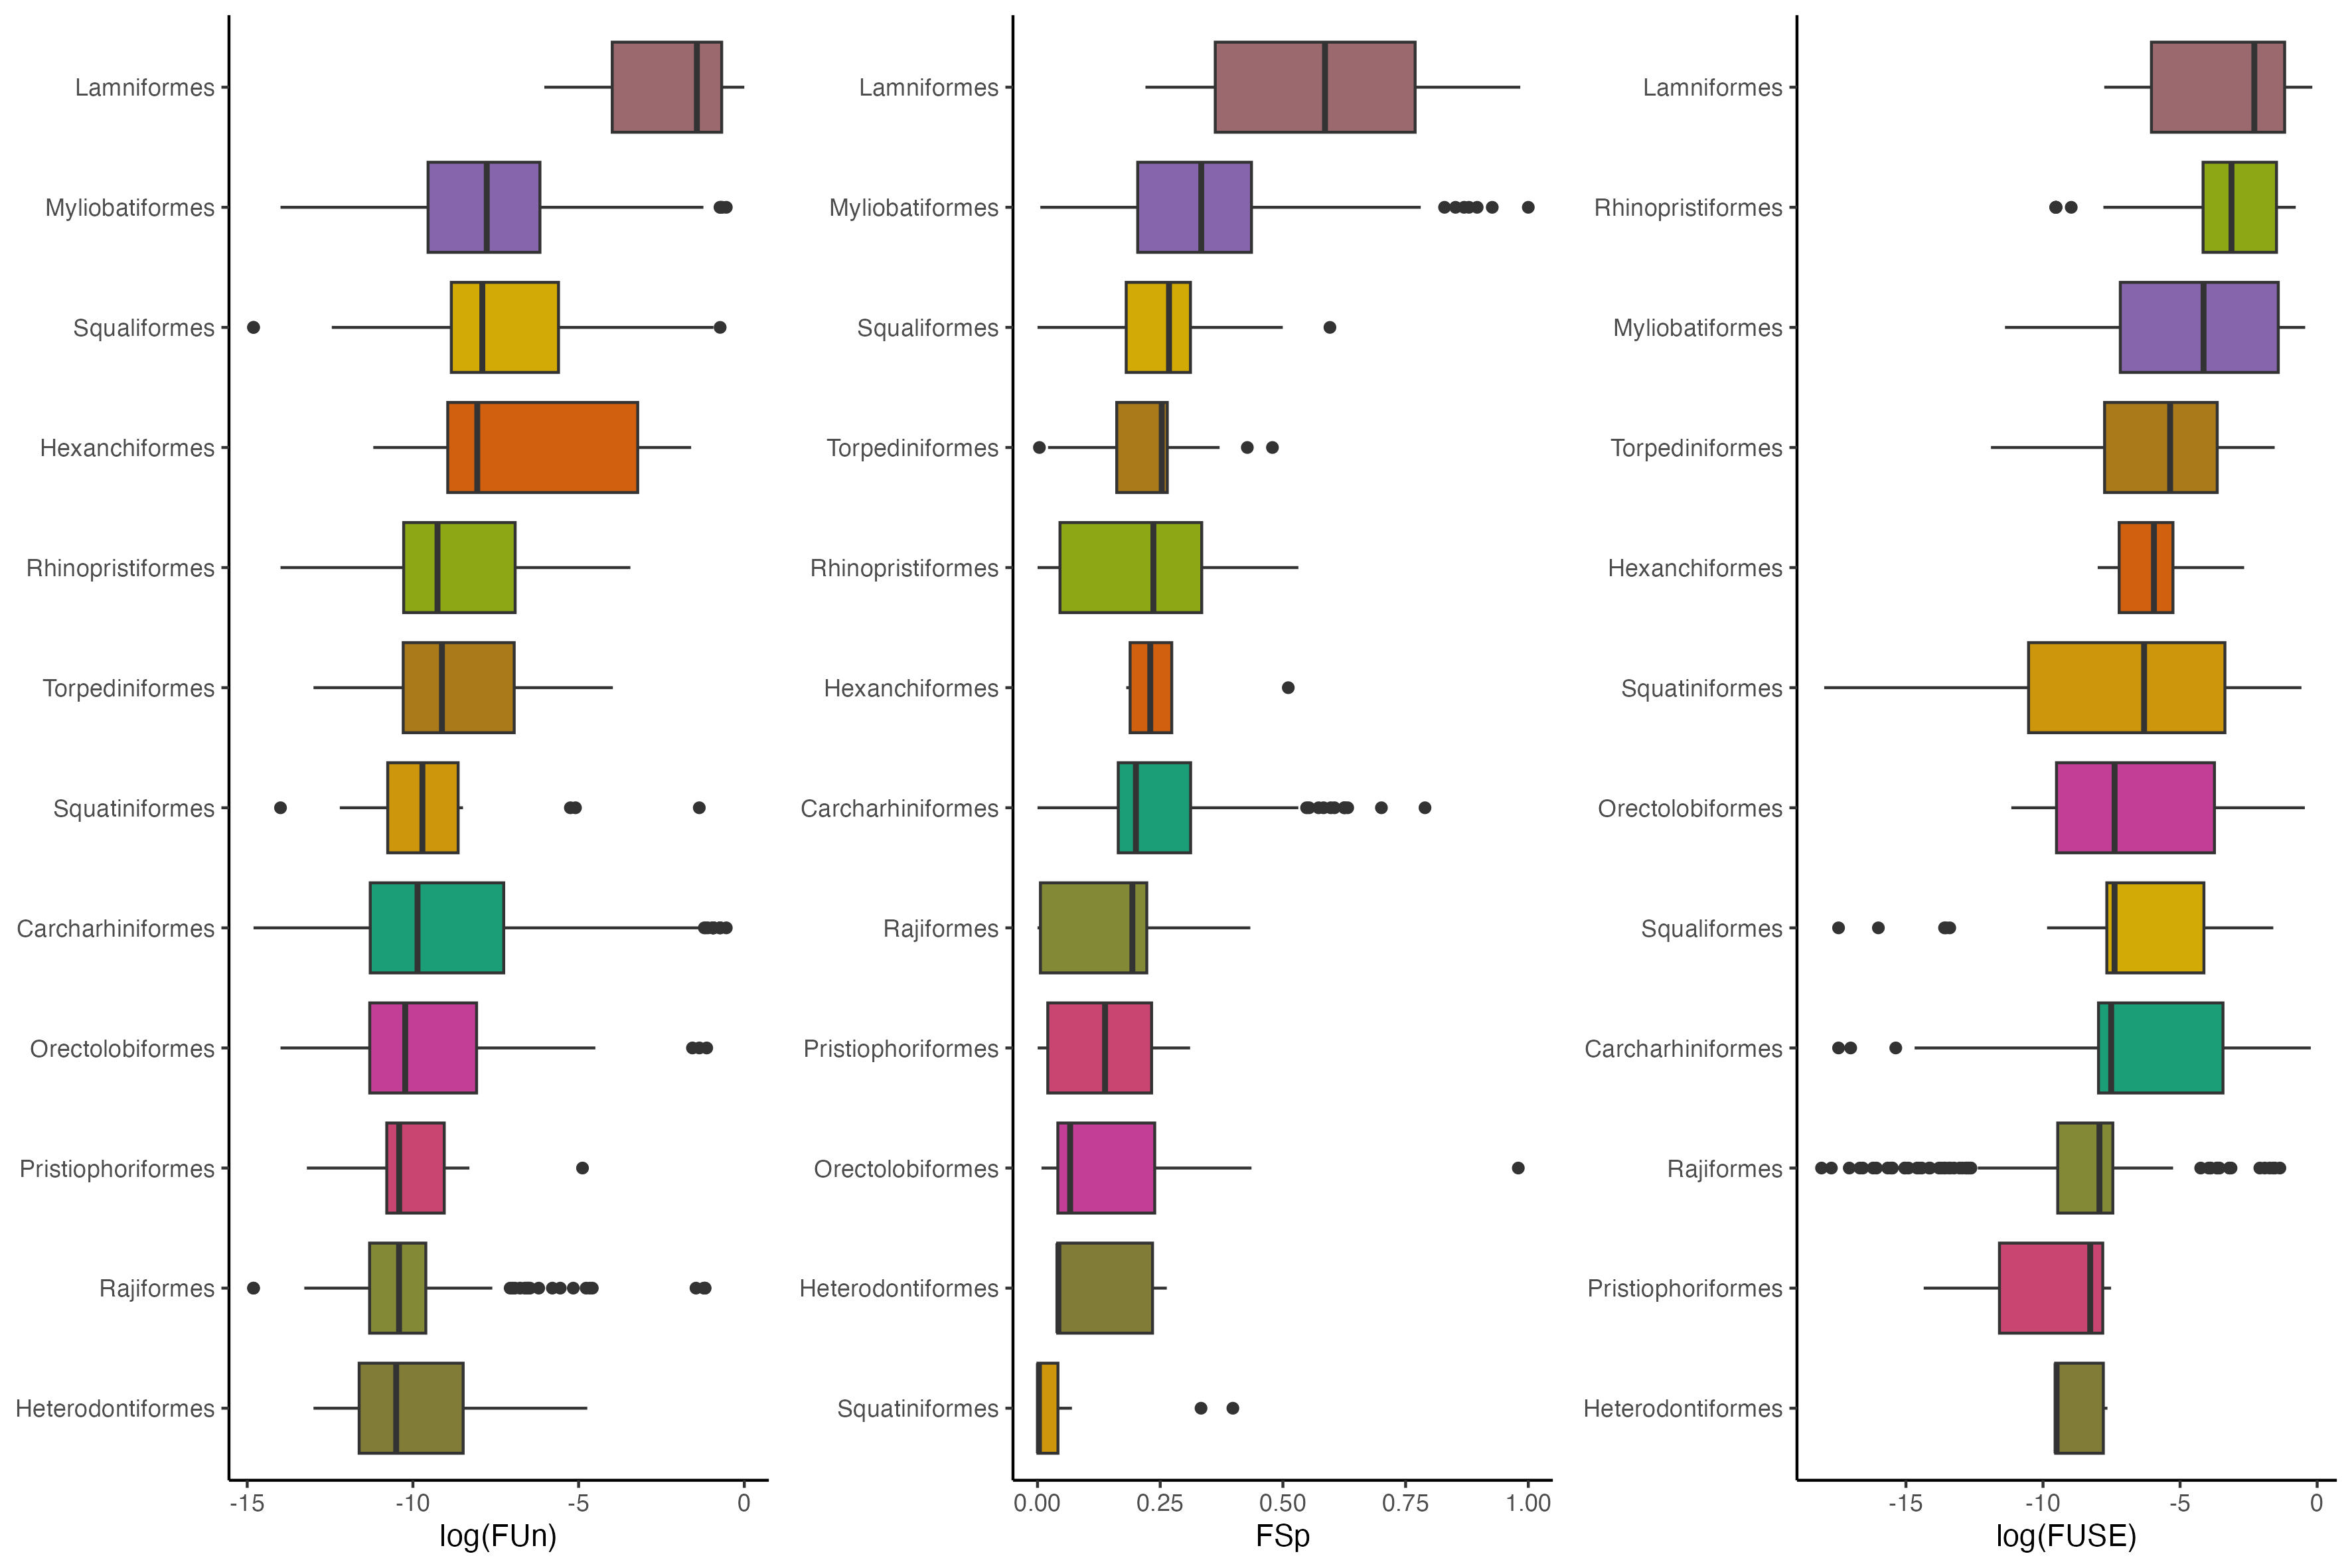 Lamniformes
Myliobatiformes
Squaliformes
Hexanchiformes
Rhinopristiformes
Torpediniformes
Squatiniformes
Carcharhiniformes
Orectolobiformes
Pristiophoriformes
Rajiformes
Heterodontiformes
-15 -10 -5 0
log(FUn)
Lamniformes
Myliobatiformes
Squaliformes
Torpediniformes
Rhinopristiformes
Hexanchiformes
Carcharhiniformes
Rajiformes
Pristiophoriformes
Orectolobiformes
Heterodontiformes
Squatiniformes
0.00 0.25 0.50 0.75 1.00
FSp
Lamniformes
Rhinopristiformes
Myliobatiformes
Torpediniformes
Hexanchiformes
Squatiniformes
Orectolobiformes
Squaliformes
Carcharhiniformes
Rajiformes
Pristiophoriformes
Heterodontiformes
-15 -10 -5 0
log(FUSE)